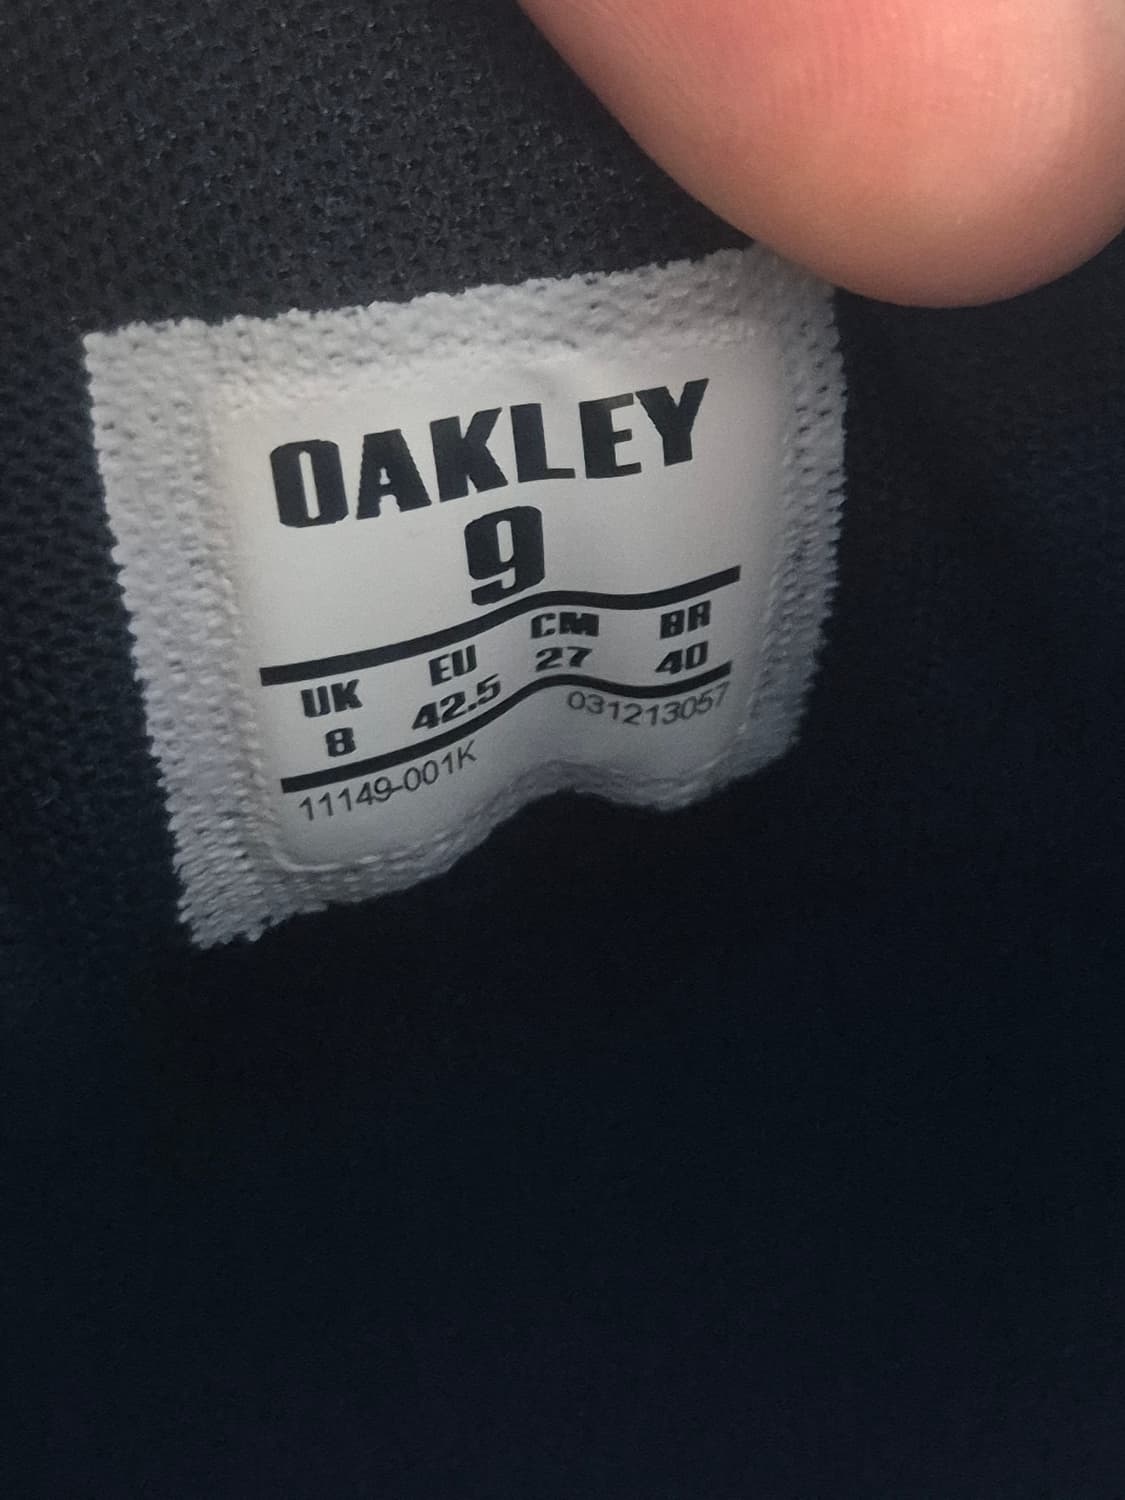 OAKLEY
9
UK EU CM BR
8 42.5 27 40
11149-001K 031213057